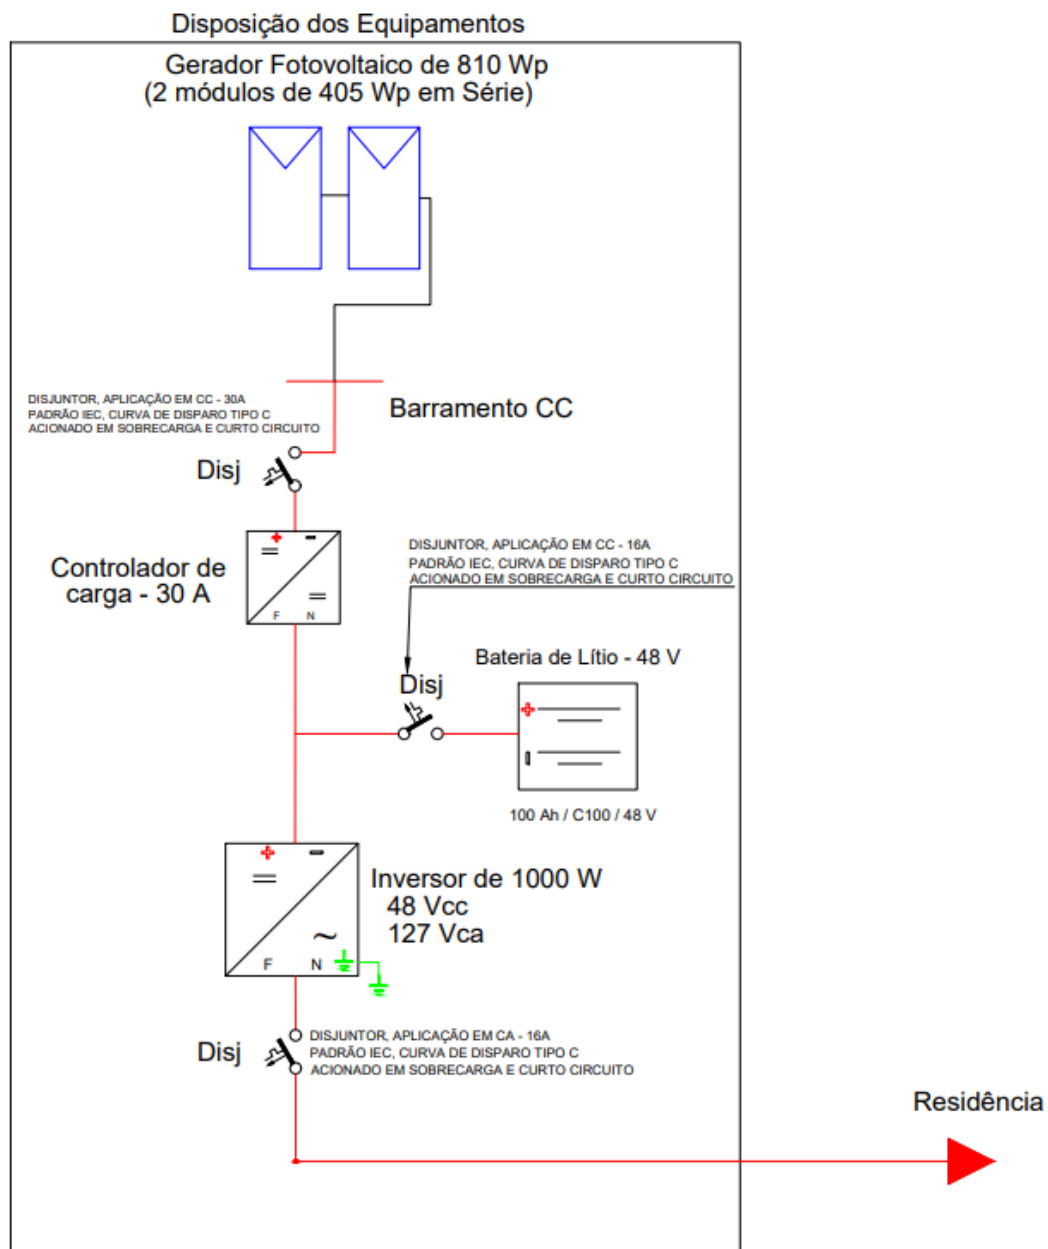 Disposição dos Equipamentos
Gerador Fotovoltaico de 810 Wp
(2 módulos de 405 Wp em Série)
DISJUNTOR, APLICAÇÃO EM CC - 30A
PADRÃO IEC, CURVA DE DISPARO TIPO C
ACIONADO EM SOBRECARGA E CURTO CIRCUITO
Barramento CC
Disj
Controlador de
carga - 30 A
F N
DISJUNTOR, APLICAÇÃO EM CC - 16A
PADRÃO IEC, CURVA DE DISPARO TIPO C
ACIONADO EM SOBRECARGA E CURTO CIRCUITO
Bateria de Lítio - 48 V
Disj
100 Ah / C100 / 48 V
Inversor de 1000 W
48 Vcc
127 Vca
F N
Disj
DISJUNTOR, APLICAÇÃO EM CA - 16A
PADRÃO IEC, CURVA DE DISPARO TIPO C
ACIONADO EM SOBRECARGA E CURTO CIRCUITO
Residência